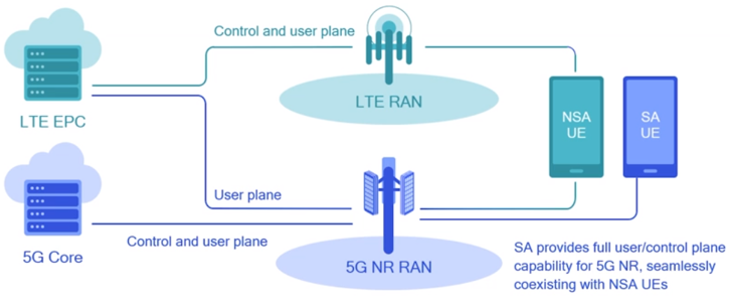 Control and user plane
LTE RAN
LTE EPC
NSA
UE
SA
UE
User plane
Control and user plane
5G Core
5G NR RAN
SA provides full user/control plane
capability for 5G NR, seamlessly
coexisting with NSA UEs